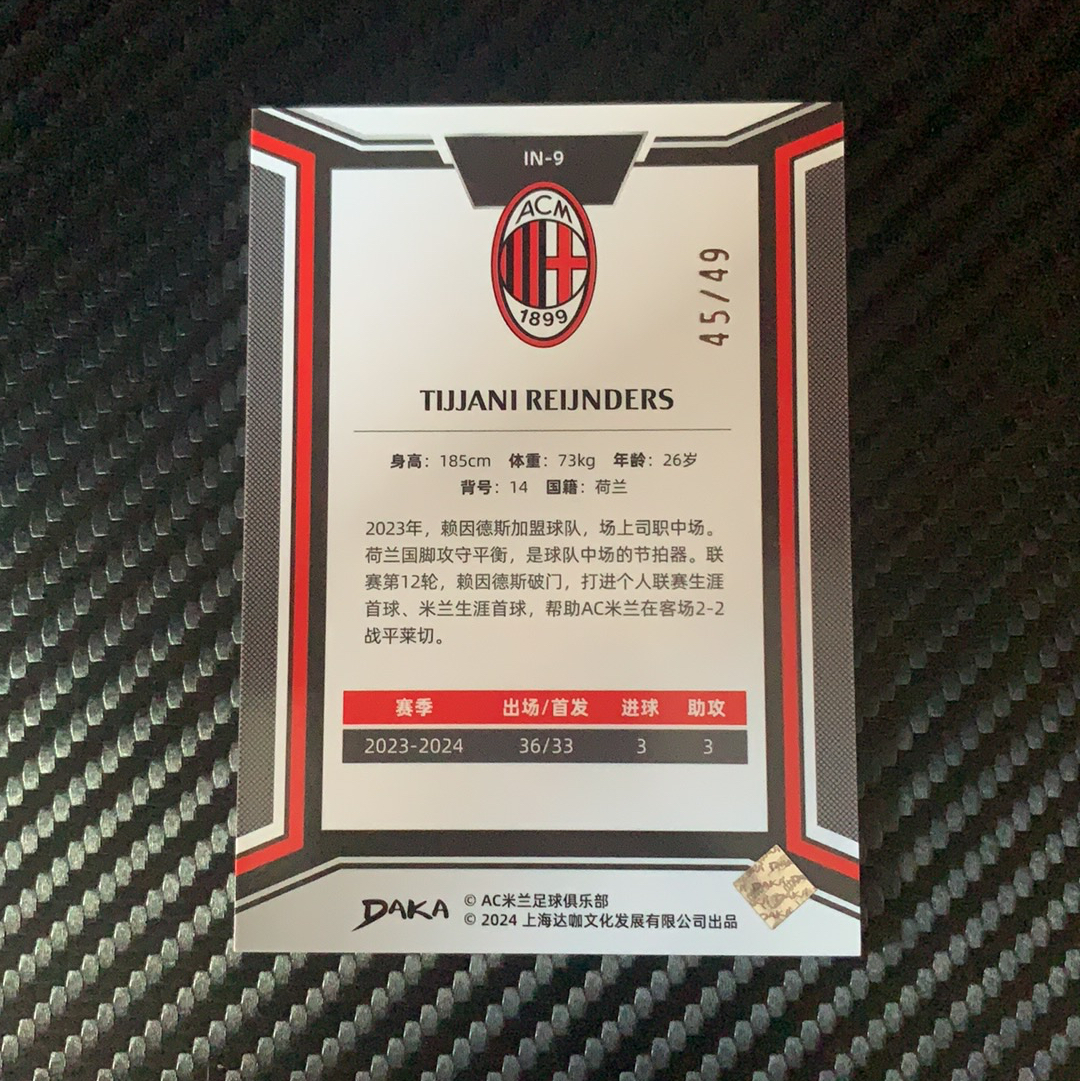 IN-9
ACM
1899
45/49
TIJJANI REIJNDERS
身高：185cm 体重：73kg 年龄：26岁
背号：14 国籍：荷兰
2023年，赖因德斯加盟球队，场上司职中场。
荷兰国脚攻守平衡，是球队中场的节拍器。联
赛第12轮，赖因德斯破门，打进个人联赛生涯
首球、米兰生涯首球，帮助AC米兰在客场2-2
战平莱切。
赛季 出场/首发 进球 助攻
2023-2024 36/33 3 3
DAKA
© AC米兰足球俱乐部
© 2024 上海达咖文化发展有限公司出品
DAKA